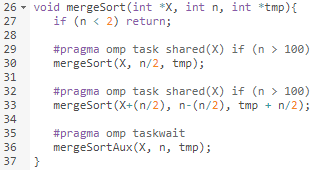 26 void mergeSort(int *X, int n, int *tmp){
27     if (n < 2) return;
28
29     #pragma omp task shared(X) if (n > 100)
30     mergeSort(X, n/2, tmp);
31
32     #pragma omp task shared(X) if (n > 100)
33     mergeSort(X+(n/2), n-(n/2), tmp + n/2);
34
35     #pragma omp taskwait
36     mergeSortAux(X, n, tmp);
37 }